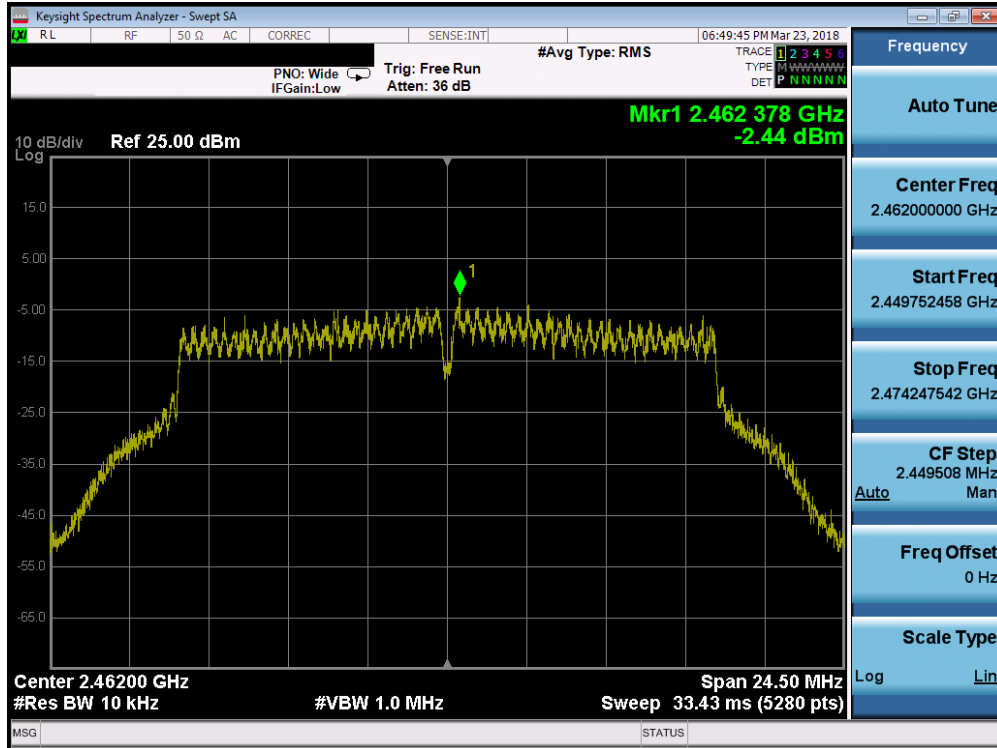 Keysight Spectrum Analyzer - Swept SA
LXI RL RF 50 Ω AC CORREC SENSE:INT 06:49:45 PM Mar 23, 2018
#Avg Type: RMS TRACE 1 2 3 4 5 6
PNO: Wide Trig: Free Run TYPE M WWWWW
IFGain:Low Atten: 36 dB DET P N N N N N
Mkr1 2.462 378 GHz
-2.44 dBm
10 dB/div Ref 25.00 dBm
Log
1
15.0
5.00
-5.00
-15.0
-25.0
-35.0
-45.0
-55.0
-65.0
Center 2.46200 GHz Span 24.50 MHz
#Res BW 10 kHz #VBW 1.0 MHz Sweep 33.43 ms (5280 pts)
MSG STATUS
Frequency
Auto Tune
Center Freq
2.462000000 GHz
Start Freq
2.449752458 GHz
Stop Freq
2.474247542 GHz
CF Step
2.449508 MHz
Auto Man
Freq Offset
0 Hz
Scale Type
Log Lin